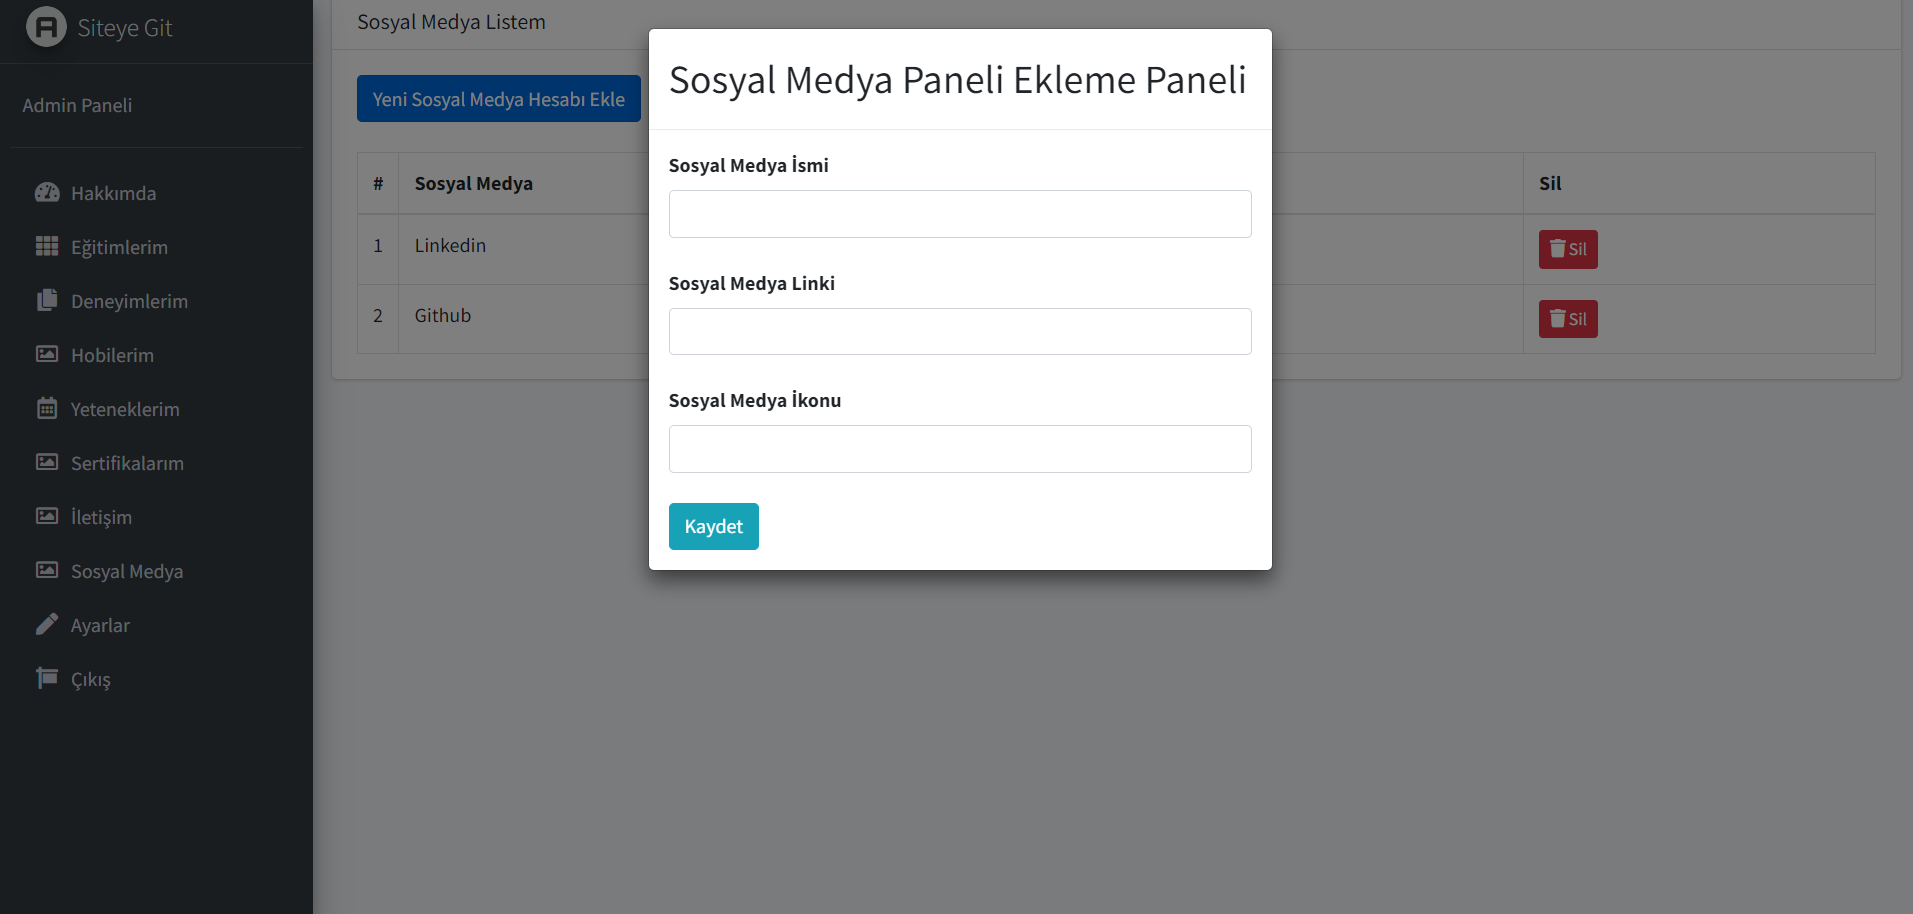 Siteye Git
Admin Paneli
Hakkımda
Eğitimlerim
Deneyimlerim
Hobilerim
Yeteneklerim
Sertifikalarım
İletişim
Sosyal Medya
Ayarlar
Çıkış
Sosyal Medya Listem
Yeni Sosyal Medya Hesabı Ekle
# Sosyal Medya Sil
1 Linkedin Sil
2 Github Sil
Sosyal Medya Paneli Ekleme Paneli
Sosyal Medya İsmi
Sosyal Medya Linki
Sosyal Medya İkonu
Kaydet